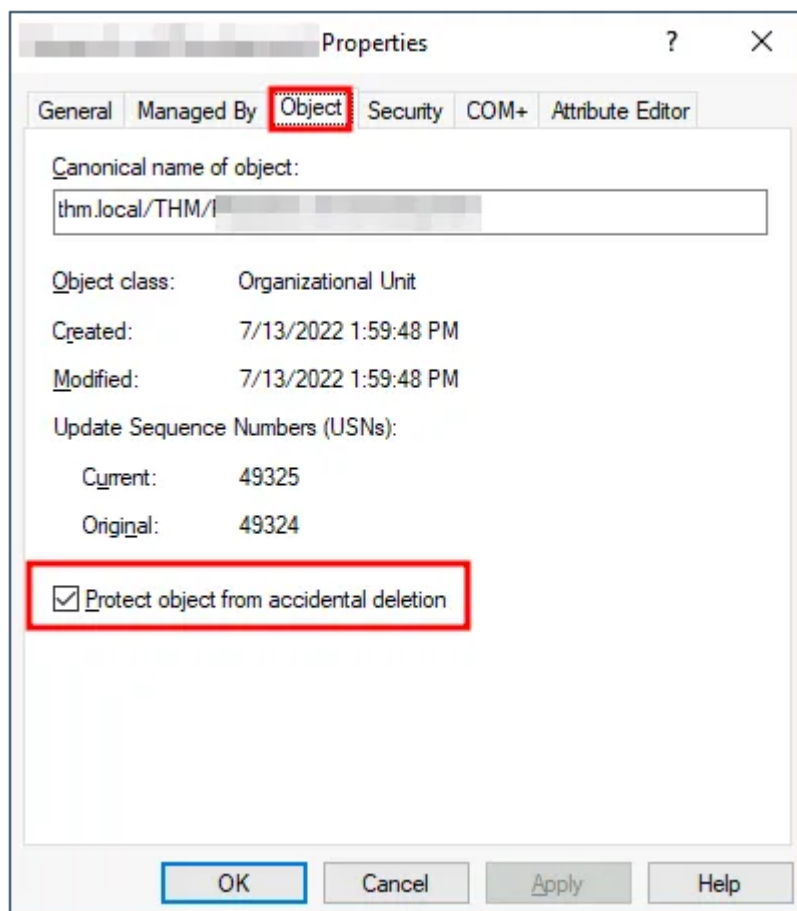 Properties
General Managed By Object Security COM+ Attribute Editor
Canonical name of object:
thm.local/THM/
Object class: Organizational Unit
Created: 7/13/2022 1:59:48 PM
Modified: 7/13/2022 1:59:48 PM
Update Sequence Numbers (USNs):
Current: 49325
Original: 49324
Protect object from accidental deletion
OK Cancel Apply Help